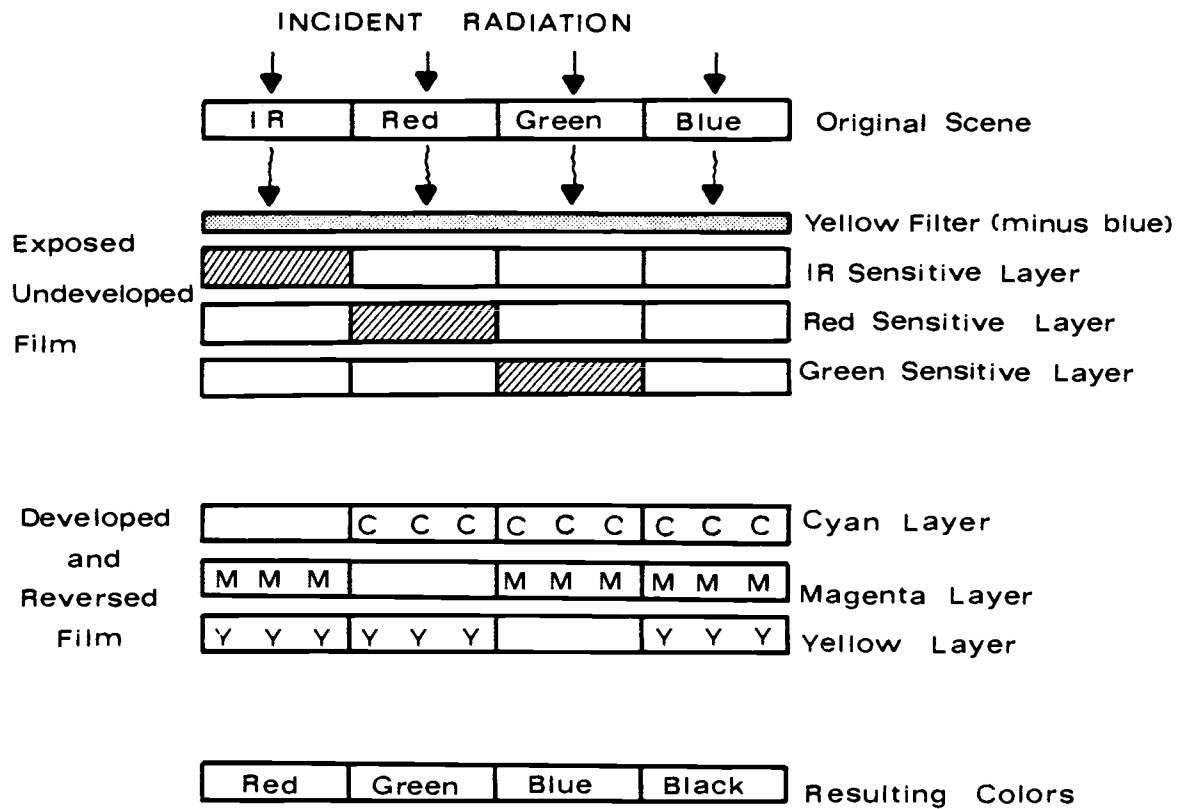 INCIDENT RADIATION
IR Red Green Blue Original Scene
Yellow Filter (minus blue)
Exposed
Undeveloped
Film
IR Sensitive Layer
Red Sensitive Layer
Green Sensitive Layer
Developed
and
Reversed
Film
C C C C C C C C C Cyan Layer
M M M M M M M M M Magenta Layer
Y Y Y Y Y Y Y Y Y Yellow Layer
Red Green Blue Black Resulting Colors